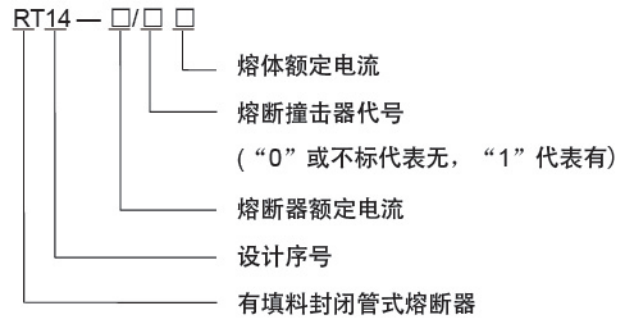 RT14 — □/□ □
熔体额定电流
熔断撞击器代号
(“0”或不标代表无，“1”代表有)
熔断器额定电流
设计序号
有填料封闭管式熔断器